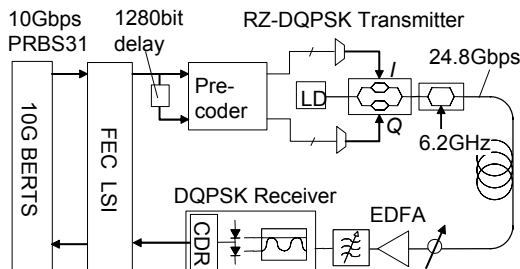 10Gbps
PRBS31
1280bit
delay
RZ-DQPSK Transmitter
24.8Gbps
10G BERTS
FEC LSI
Pre-
coder
LD
I
Q
6.2GHz
DQPSK Receiver
CDR
EDFA